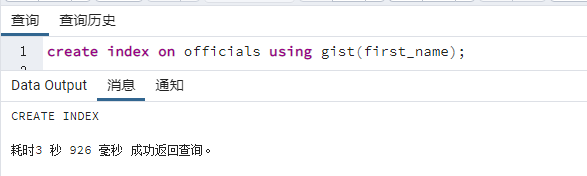 查询 查询历史
1 create index on officials using gist(first_name);
Data Output 消息 通知
CREATE INDEX
耗时3 秒 926 毫秒 成功返回查询。